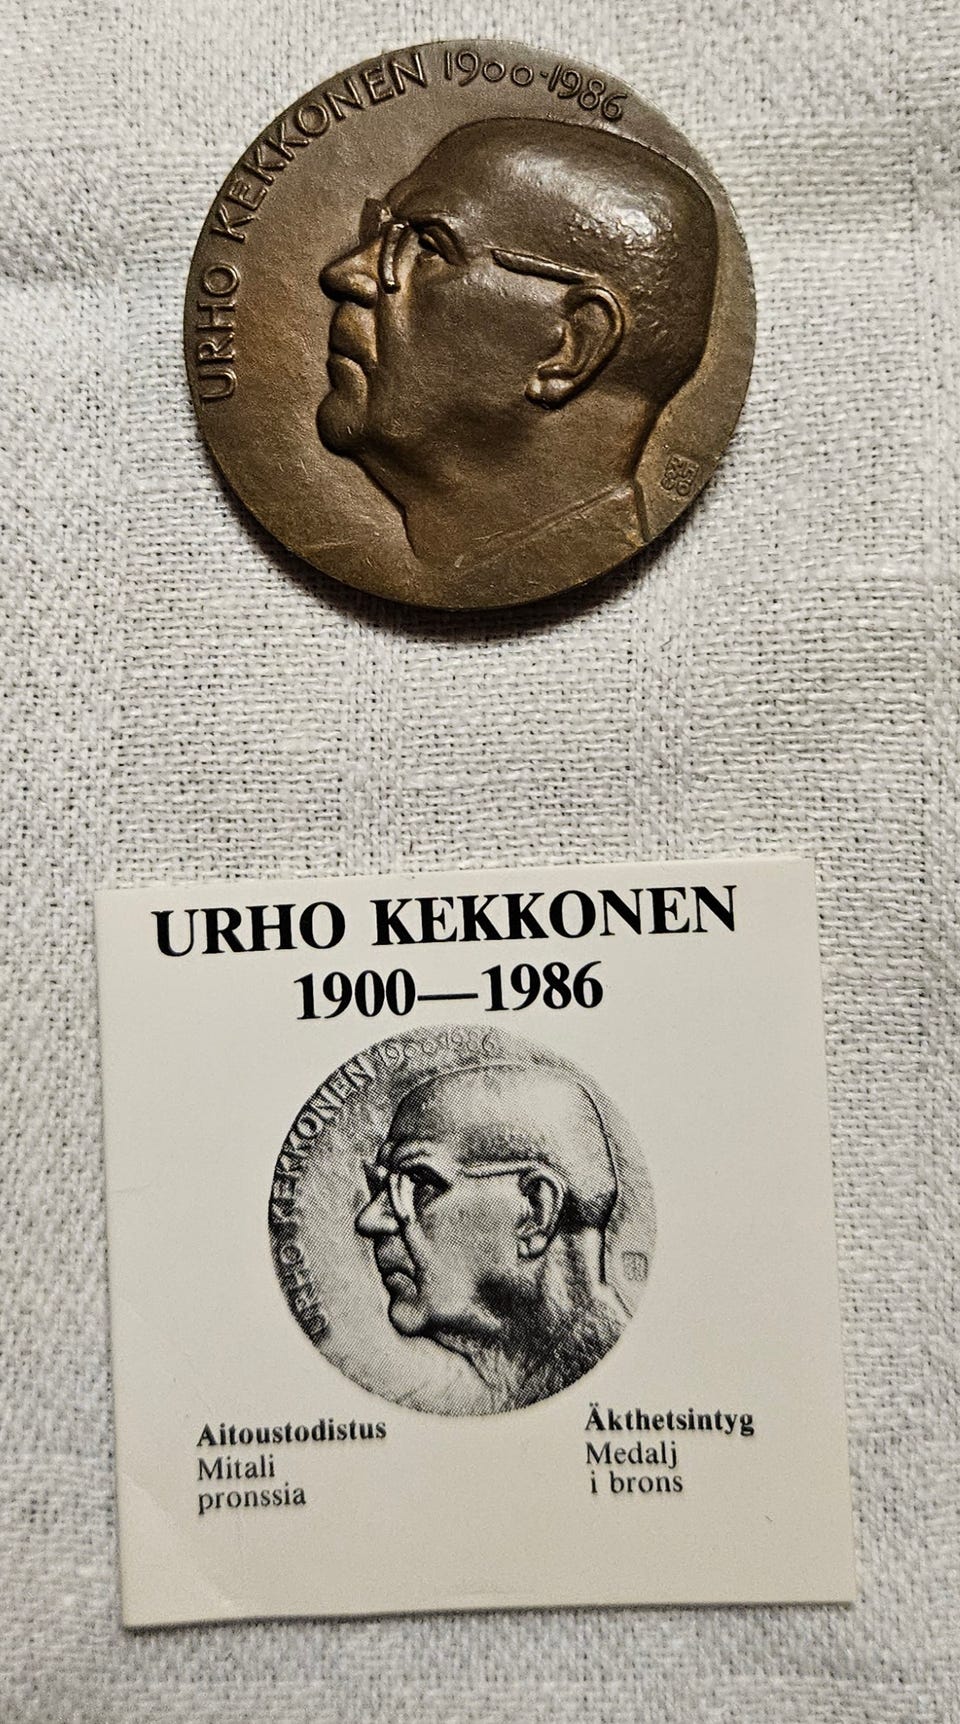 URHO KEKKONEN 1900·1986
URHO KEKKONEN
1900—1986
URHO KEKKONEN 1900·1986
Aitoustodistus
Mitali
pronssia
Äkthetsintyg
Medalj
i brons